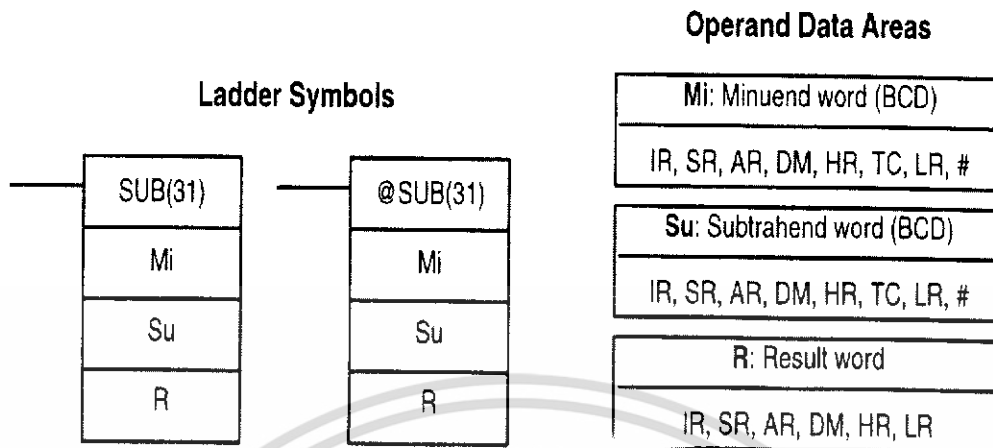 Operand Data Areas
Ladder Symbols
Mi: Minuend word (BCD)
IR, SR, AR, DM, HR, TC, LR, #
Su: Subtrahend word (BCD)
IR, SR, AR, DM, HR, TC, LR, #
R: Result word
IR, SR, AR, DM, HR, LR
SUB(31)
Mi
Su
R
@SUB(31)
Mi
Su
R